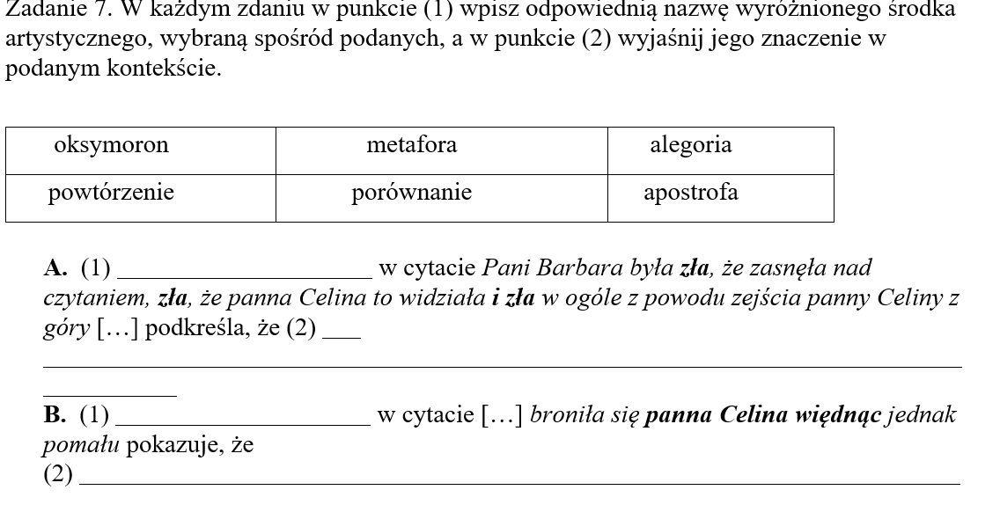 Zadanie 7. W każdym zdaniu w punkcie (1) wpisz odpowiednią nazwę wyróżnionego środka
artystycznego, wybraną spośród podanych, a w punkcie (2) wyjaśnij jego znaczenie w
podanym kontekście.
oksymoron metafora alegoria
powtórzenie porównanie apostrofa
A. (1) ____________________ w cytacie Pani Barbara była zła, że zasnęła nad
czytaniem, zła, że panna Celina to widziała i zła w ogóle z powodu zejścia panny Celiny z
góry […] podkreśla, że (2) ___
B. (1) ____________________ w cytacie […] broniła się panna Celina więdnąc jednak
pomału pokazuje, że
(2) ____________________